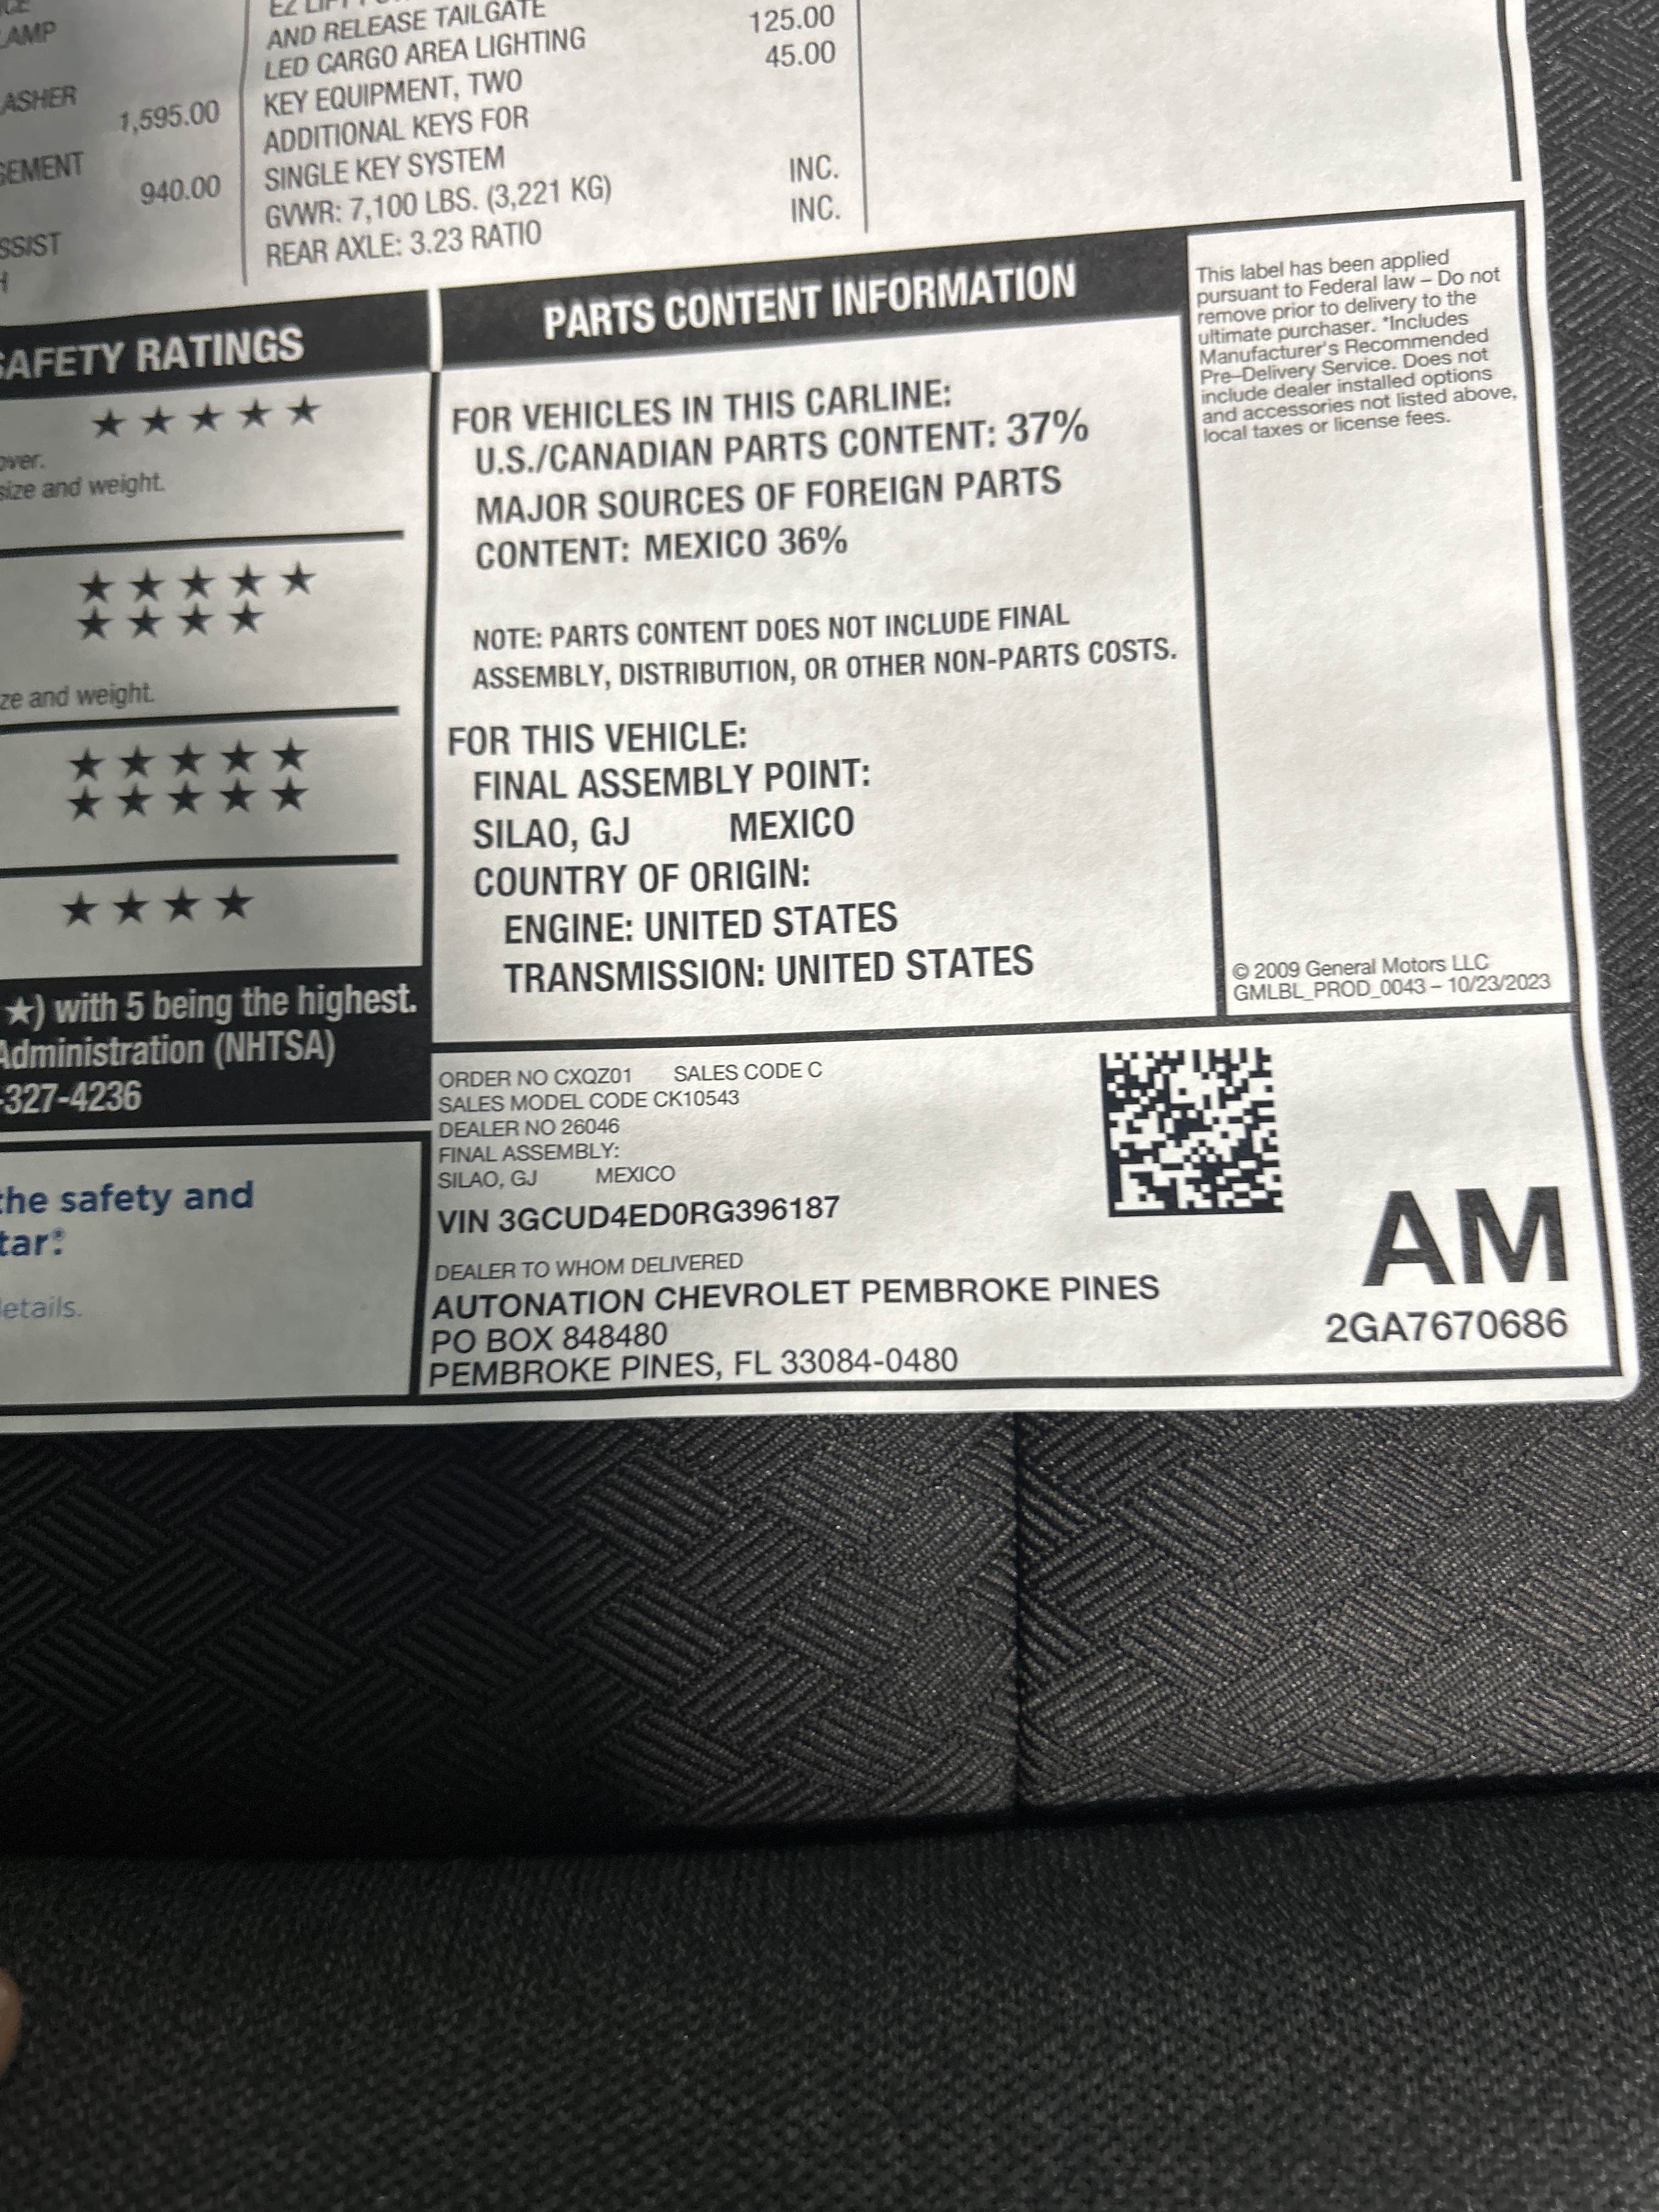 AMP
ASHER
1,595.00
GEMENT
940.00
SSIST
H
AND RELEASE TAILGATE 125.00
LED CARGO AREA LIGHTING 45.00
KEY EQUIPMENT, TWO
ADDITIONAL KEYS FOR
SINGLE KEY SYSTEM INC.
GVWR: 7,100 LBS. (3,221 KG) INC.
REAR AXLE: 3.23 RATIO
SAFETY RATINGS
★ ★ ★ ★ ★
over.
size and weight.
★ ★ ★ ★ ★
★ ★ ★ ★
ze and weight.
★ ★ ★ ★ ★
★ ★ ★ ★ ★
★ ★ ★ ★
★) with 5 being the highest.
Administration (NHTSA)
-327-4236
the safety and
tar:
details.
PARTS CONTENT INFORMATION
FOR VEHICLES IN THIS CARLINE:
U.S./CANADIAN PARTS CONTENT: 37%
MAJOR SOURCES OF FOREIGN PARTS
CONTENT: MEXICO 36%
NOTE: PARTS CONTENT DOES NOT INCLUDE FINAL
ASSEMBLY, DISTRIBUTION, OR OTHER NON-PARTS COSTS.
FOR THIS VEHICLE:
FINAL ASSEMBLY POINT:
SILAO, GJ MEXICO
COUNTRY OF ORIGIN:
ENGINE: UNITED STATES
TRANSMISSION: UNITED STATES
This label has been applied
pursuant to Federal law – Do not
remove prior to delivery to the
ultimate purchaser. *Includes
Manufacturer's Recommended
Pre–Delivery Service. Does not
include dealer installed options
and accessories not listed above,
local taxes or license fees.
© 2009 General Motors LLC
GMLBL_PROD_0043 – 10/23/2023
ORDER NO CXQZ01 SALES CODE C
SALES MODEL CODE CK10543
DEALER NO 26046
FINAL ASSEMBLY:
SILAO, GJ MEXICO
VIN 3GCUD4ED0RG396187
DEALER TO WHOM DELIVERED
AUTONATION CHEVROLET PEMBROKE PINES
PO BOX 848480
PEMBROKE PINES, FL 33084-0480
AM
2GA7670686